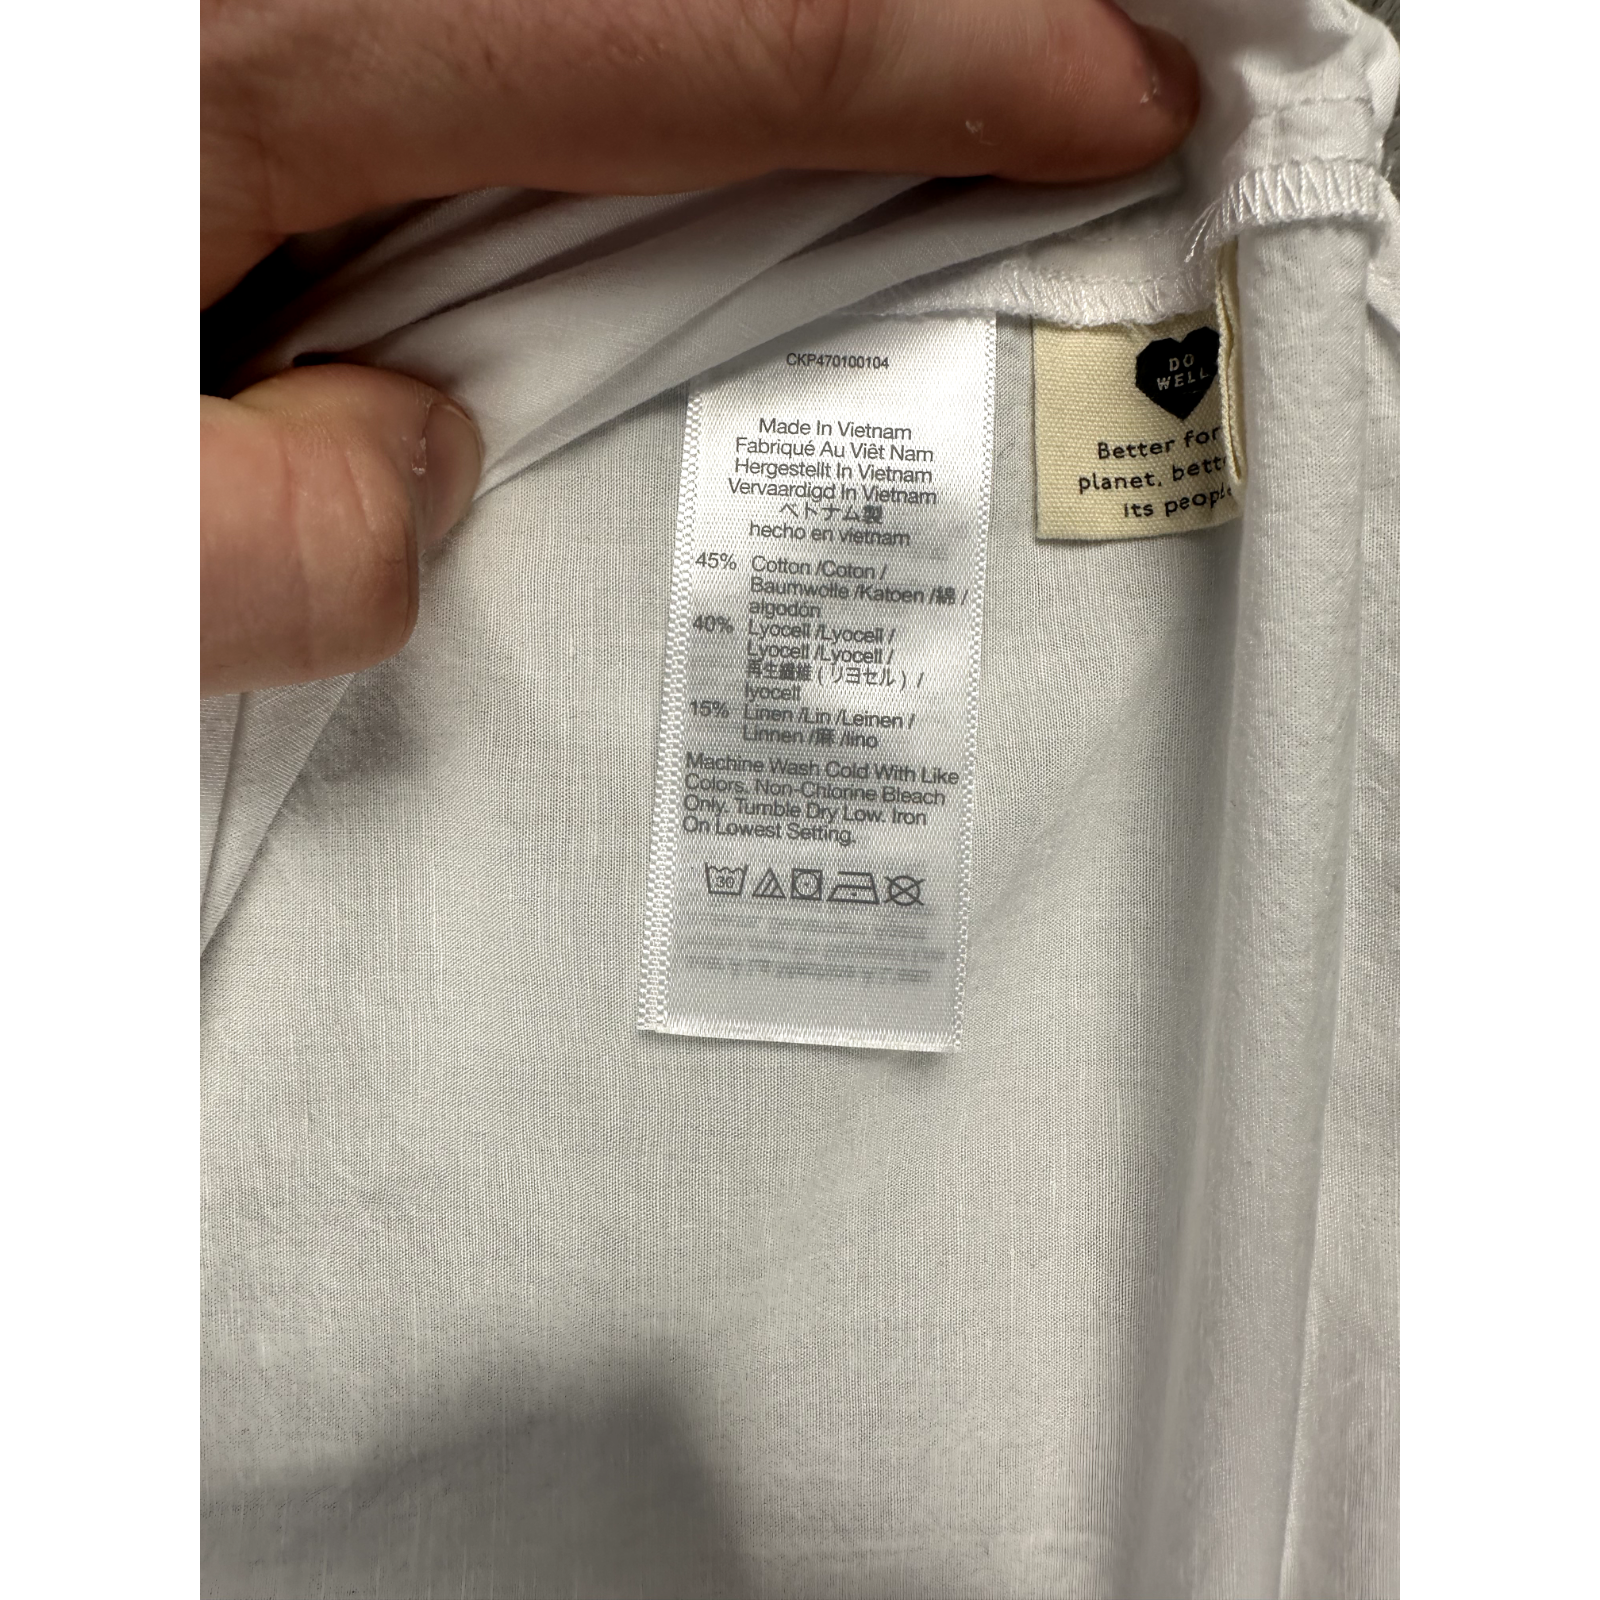 CKP470100104
Made In Vietnam
Fabriqué Au Viêt Nam
Hergestellt In Vietnam
Vervaardigd In Vietnam
ベトナム製
hecho en vietnam
45% Cotton /Coton /
Baumwolle /Katoen /綿 /
algodón
40% Lyocell /Lyocell /
Lyocell /Lyocell /
再生繊維 ( リヨセル ) /
lyocell
15% Linen /Lin /Leinen /
Linnen /麻 /lino
Machine Wash Cold With Like
Colors. Non-Chlorine Bleach
Only. Tumble Dry Low. Iron
On Lowest Setting.
30
DO
WELL
Better for
planet, bett
its peopl